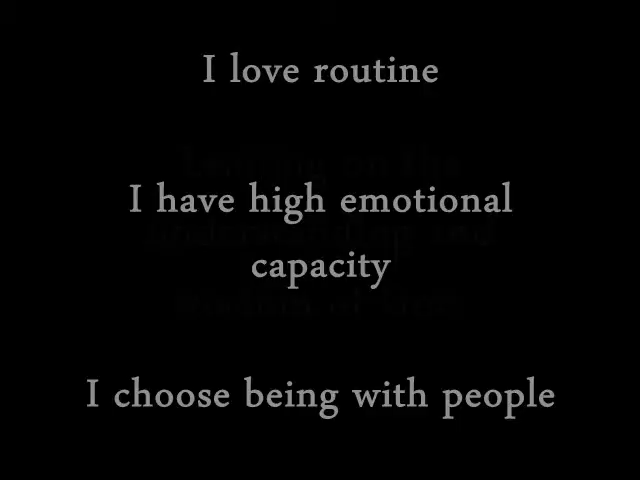 I love routine
I have high emotional
capacity
I choose being with people